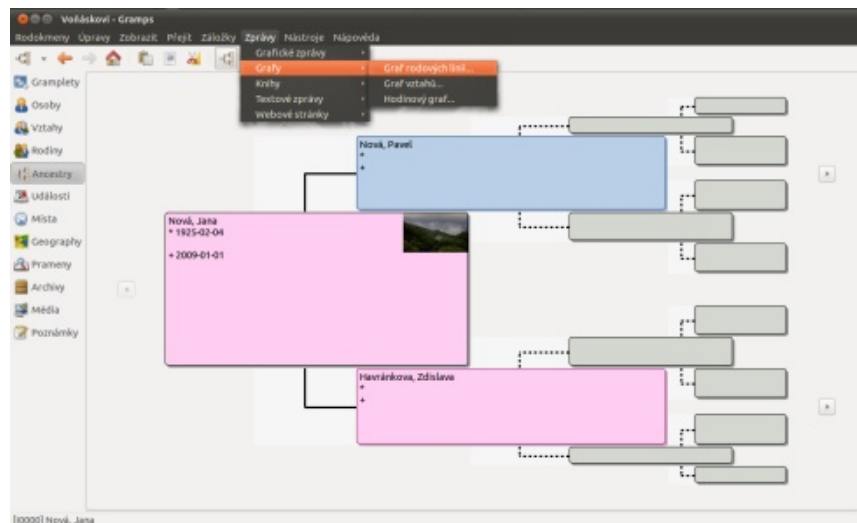 Voňáskovi - Gramps
Rodokmeny Úpravy Zobrazit Přejít Záložky Zprávy Nástroje Nápověda
Grafické zprávy
Grafy
Knihy
Textové zprávy
Webové stránky
Graf rodových linií...
Graf vztahů...
Hodinový graf...
Gramplety
Osoby
Vztahy
Rodiny
Ancestry
Události
Místa
Geography
Prameny
Archivy
Média
Poznámky
Nová, Pavel
*
+
Nová, Jana
* 1925-02-04
+ 2009-01-01
Havránkova, Zdislava
*
+
[I0000] Nová, Jana